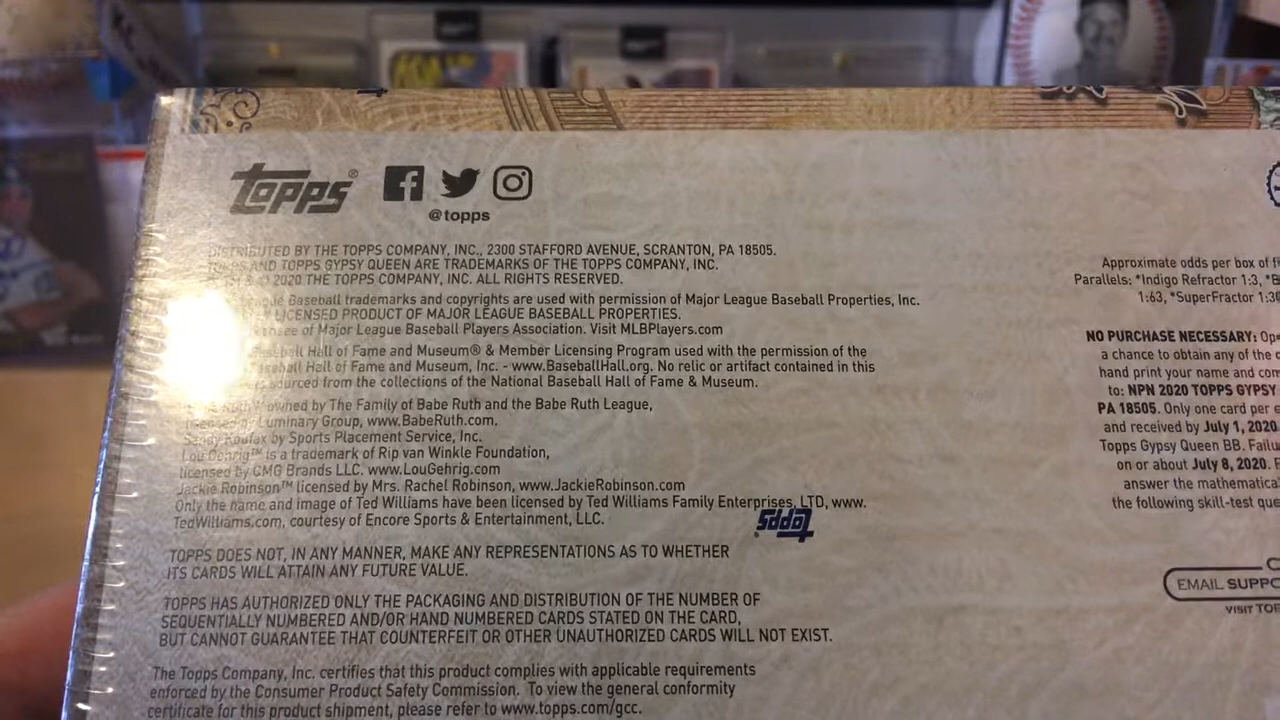 topps®
@topps
DISTRIBUTED BY THE TOPPS COMPANY, INC., 2300 STAFFORD AVENUE, SCRANTON, PA 18505.
TOPPS AND TOPPS GYPSY QUEEN ARE TRADEMARKS OF THE TOPPS COMPANY, INC.
© 2020 THE TOPPS COMPANY, INC. ALL RIGHTS RESERVED.
Baseball trademarks and copyrights are used with permission of Major League Baseball Properties, Inc.
LICENSED PRODUCT OF MAJOR LEAGUE BASEBALL PROPERTIES.
of Major League Baseball Players Association. Visit MLBPlayers.com
Baseball Hall of Fame and Museum® & Member Licensing Program used with the permission of the
Baseball Hall of Fame and Museum, Inc. - www.BaseballHall.org. No relic or artifact contained in this
sourced from the collections of the National Baseball Hall of Fame & Museum.
owned by The Family of Babe Ruth and the Babe Ruth League,
licensed by Luminary Group, www.BabeRuth.com.
Sandy Koufax by Sports Placement Service, Inc.
Lou Gehrig™ is a trademark of Rip van Winkle Foundation,
licensed by CMG Brands LLC. www.LouGehrig.com
Jackie Robinson™ licensed by Mrs. Rachel Robinson, www.JackieRobinson.com
Only the name and image of Ted Williams have been licensed by Ted Williams Family Enterprises, LTD, www.
TedWilliams.com, courtesy of Encore Sports & Entertainment, LLC.
topps®
TOPPS DOES NOT, IN ANY MANNER, MAKE ANY REPRESENTATIONS AS TO WHETHER
ITS CARDS WILL ATTAIN ANY FUTURE VALUE.
TOPPS HAS AUTHORIZED ONLY THE PACKAGING AND DISTRIBUTION OF THE NUMBER OF
SEQUENTIALLY NUMBERED AND/OR HAND NUMBERED CARDS STATED ON THE CARD,
BUT CANNOT GUARANTEE THAT COUNTERFEIT OR OTHER UNAUTHORIZED CARDS WILL NOT EXIST.
The Topps Company, Inc. certifies that this product complies with applicable requirements
enforced by the Consumer Product Safety Commission. To view the general conformity
certificate for this product shipment, please refer to www.topps.com/gcc.
Approximate odds per box of
Parallels: *Indigo Refractor 1:3,
1:63, *SuperFractor
NO PURCHASE NECESSARY:
a chance to obtain any of the
hand print your name and
to: NPN 2020 TOPPS GYPSY
PA 18505. Only one card per
and received by July 1, 2020
Topps Gypsy Queen BB.
on or about July 8, 2020.
answer the
the following skill-test
EMAIL
VISIT